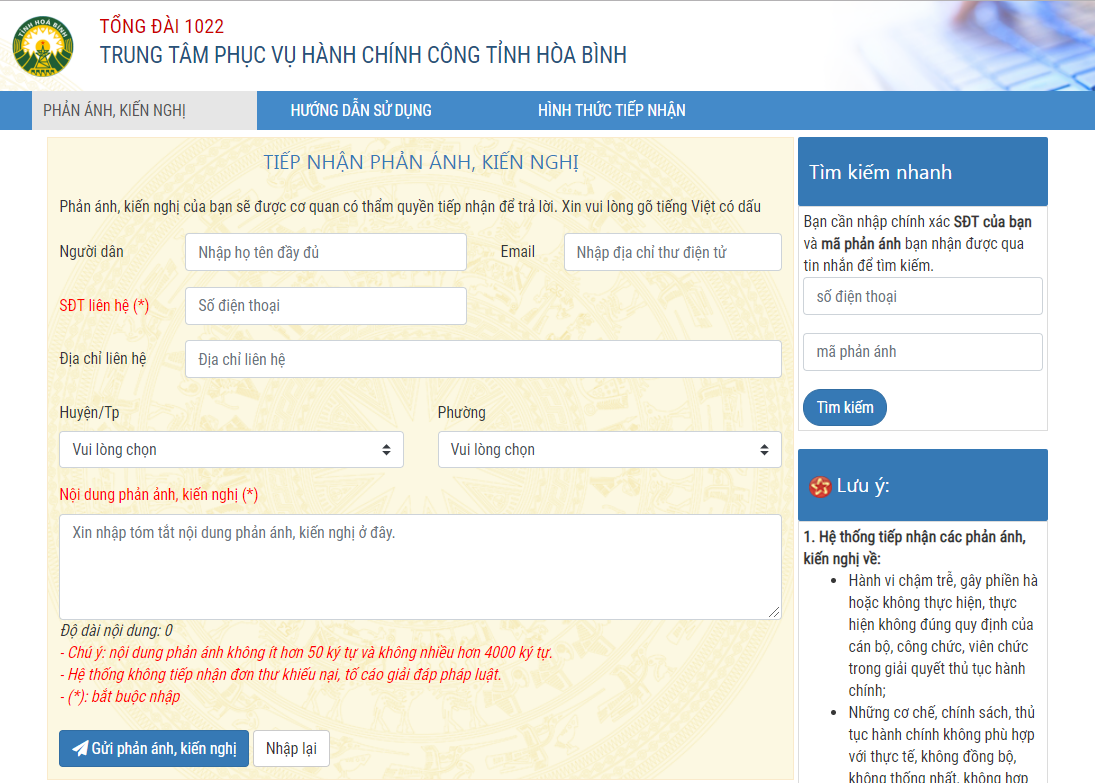 TỈNH HÒA BÌNH
TỔNG ĐÀI 1022
TRUNG TÂM PHỤC VỤ HÀNH CHÍNH CÔNG TỈNH HÒA BÌNH
PHẢN ÁNH, KIẾN NGHỊ
HƯỚNG DẪN SỬ DỤNG
HÌNH THỨC TIẾP NHẬN
TIẾP NHẬN PHẢN ÁNH, KIẾN NGHỊ
Phản ánh, kiến nghị của bạn sẽ được cơ quan có thẩm quyền tiếp nhận để trả lời. Xin vui lòng gõ tiếng Việt có dấu
Người dân
Nhập họ tên đầy đủ
Email
Nhập địa chỉ thư điện tử
SĐT liên hệ (*)
Số điện thoại
Địa chỉ liên hệ
Địa chỉ liên hệ
Huyện/Tp
Phường
Vui lòng chọn
Vui lòng chọn
Nội dung phản ảnh, kiến nghị (*)
Xin nhập tóm tắt nội dung phản ánh, kiến nghị ở đây.
Độ dài nội dung: 0
- Chú ý: nội dung phản ánh không ít hơn 50 ký tự và không nhiều hơn 4000 ký tự.
- Hệ thống không tiếp nhận đơn thư khiếu nại, tố cáo giải đáp pháp luật.
- (*): bắt buộc nhập
Gửi phản ánh, kiến nghị
Nhập lại
Tìm kiếm nhanh
Bạn cần nhập chính xác SĐT của bạn
và mã phản ánh bạn nhận được qua
tin nhắn để tìm kiếm.
số điện thoại
mã phản ánh
Tìm kiếm
Lưu ý:
1. Hệ thống tiếp nhận các phản ánh,
kiến nghị về:
• Hành vi chậm trễ, gây phiền hà
hoặc không thực hiện, thực
hiện không đúng quy định của
cán bộ, công chức, viên chức
trong giải quyết thủ tục hành
chính;
• Những cơ chế, chính sách, thủ
tục hành chính không phù hợp
với thực tế, không đồng bộ,
không thống nhất, không hợp